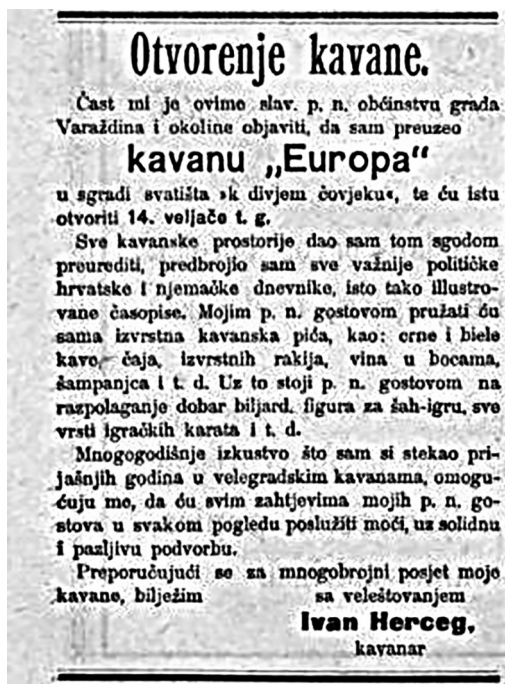 Otvorenje kavane.
Čast mi je ovime slav. p. n. obćinstvu grada
Varaždina i okoline objaviti, da sam preuzeo
kavanu „Europa“
u sgradi svatišta »k divjem čovjeku«, te ću istu
otvoriti 14. veljače t. g.
Sve kavanske prostorije dao sam tom sgodom
preurediti, predbrojio sam sve važnije političke
hrvatske i njemačke dnevnike, isto tako illustro-
vane časopise. Mojim p. n. gostovom pružati ću
sama izvrstna kavanska pića, kao: crne i biele
kave, čaja, izvrstnih rakija, vina u bocama,
šampanjca i t. d. Uz to stoji p. n. gostovom na
razpolaganje dobar biljard, figura za šah-igru, sve
vrsti igračkih karata i t. d.
Mnogogodišnje izkustvo što sam si stekao pri-
jašnjih godina u velegradskim kavanama, omogu-
ćuju me, da ću svim zahtjevima mojih p. n. go-
stova u svakom pogledu poslužiti moći, uz solidnu
i pazljivu podvorbu.
Preporučujući se za mnogobrojni posjet moje
kavane, bilježim sa veleštovanjem
Ivan Herceg,
kavanar